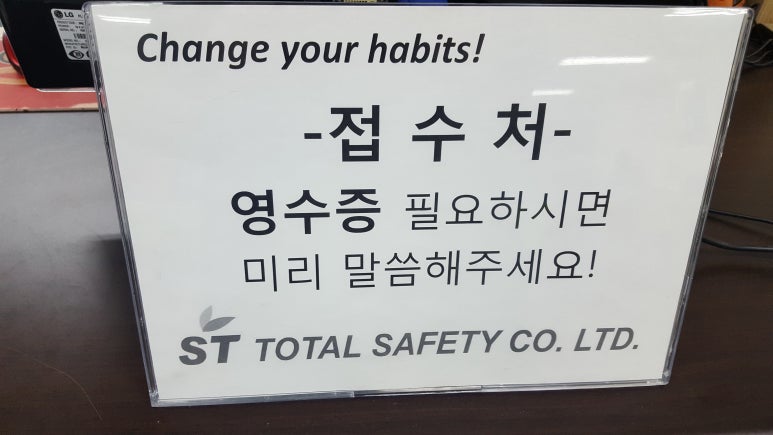 LG
Change your habits!
-접 수 처-
영수증 필요하시면
미리 말씀해주세요!
ST TOTAL SAFETY CO. LTD.